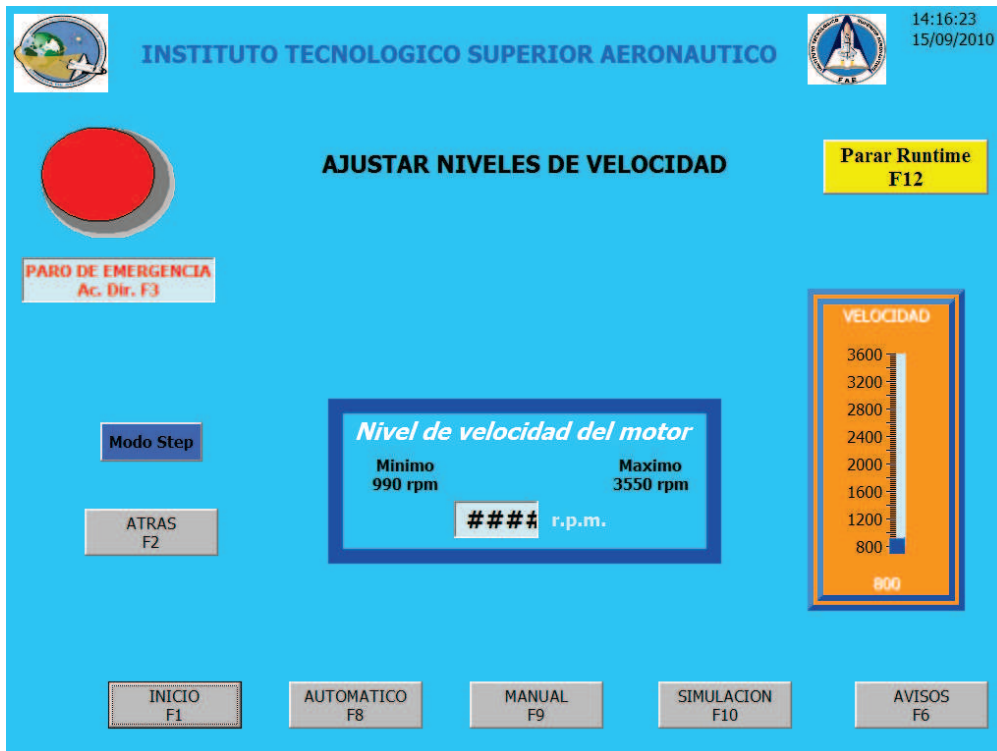 INSTITUTO TECNOLOGICO SUPERIOR AERONAUTICO
14:16:23
15/09/2010
AJUSTAR NIVELES DE VELOCIDAD
Parar Runtime
F12
PARO DE EMERGENCIA
Ac. Dir. F3
VELOCIDAD
3600
3200
2800
2400
2000
1600
1200
800
800
Modo Step
Nivel de velocidad del motor
Minimo
990 rpm
Maximo
3550 rpm
#### r.p.m.
ATRAS
F2
INICIO
F1
AUTOMATICO
F8
MANUAL
F9
SIMULACION
F10
AVISOS
F6